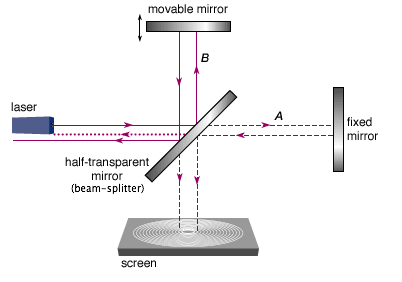 movable mirror
B
laser
A
fixed
mirror
half-transparent
mirror
(beam-splitter)
screen